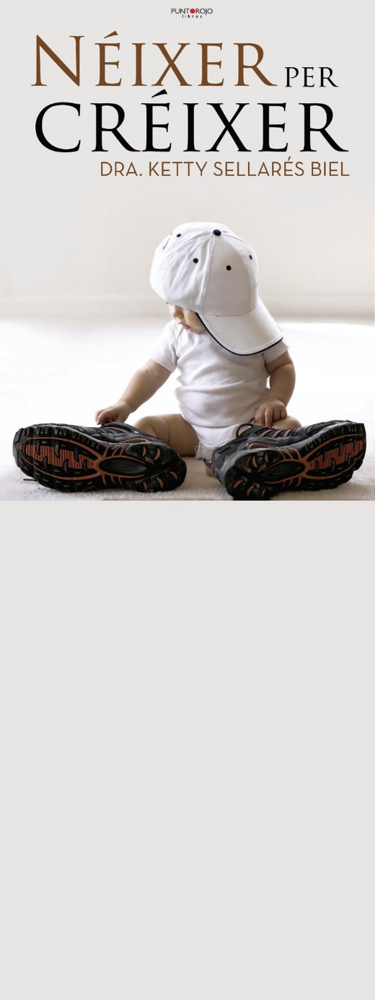 PUNTOROJO
libros
NÉIXER PER
CRÉIXER
DRA. KETTY SELLARÉS BIEL